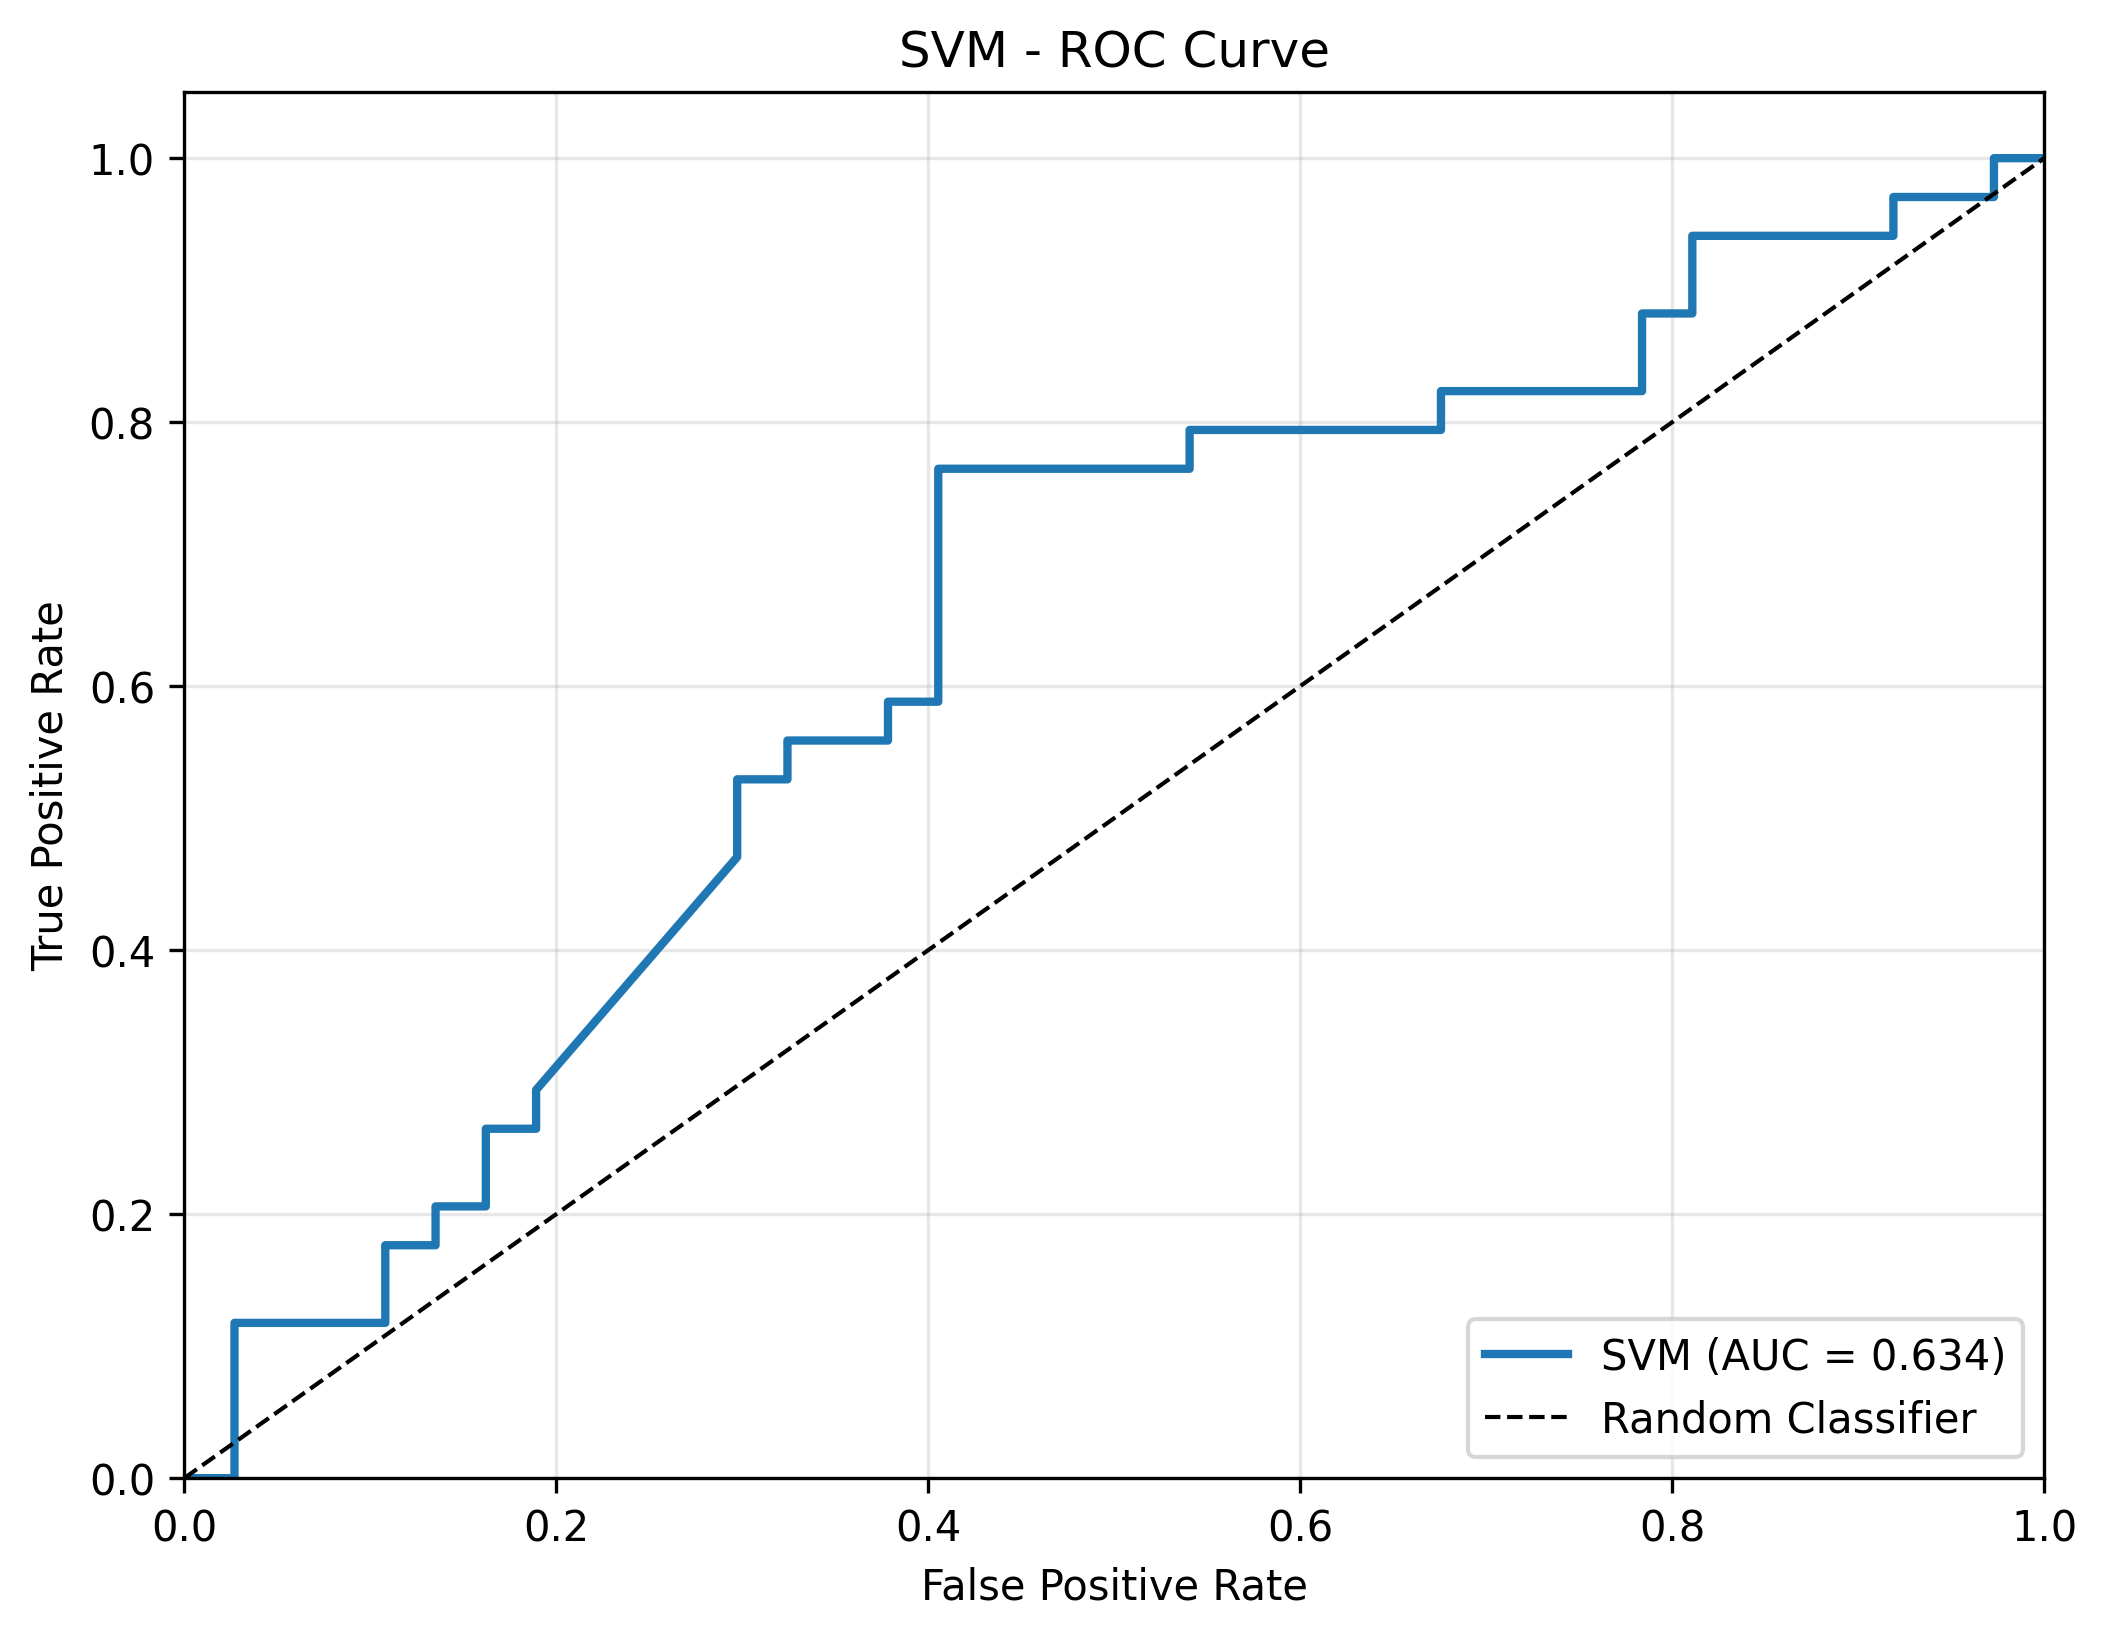 SVM - ROC Curve
1.0
0.8
0.6
0.4
0.2
0.0
True Positive Rate
0.0 0.2 0.4 0.6 0.8 1.0
False Positive Rate
SVM (AUC = 0.634)
Random Classifier